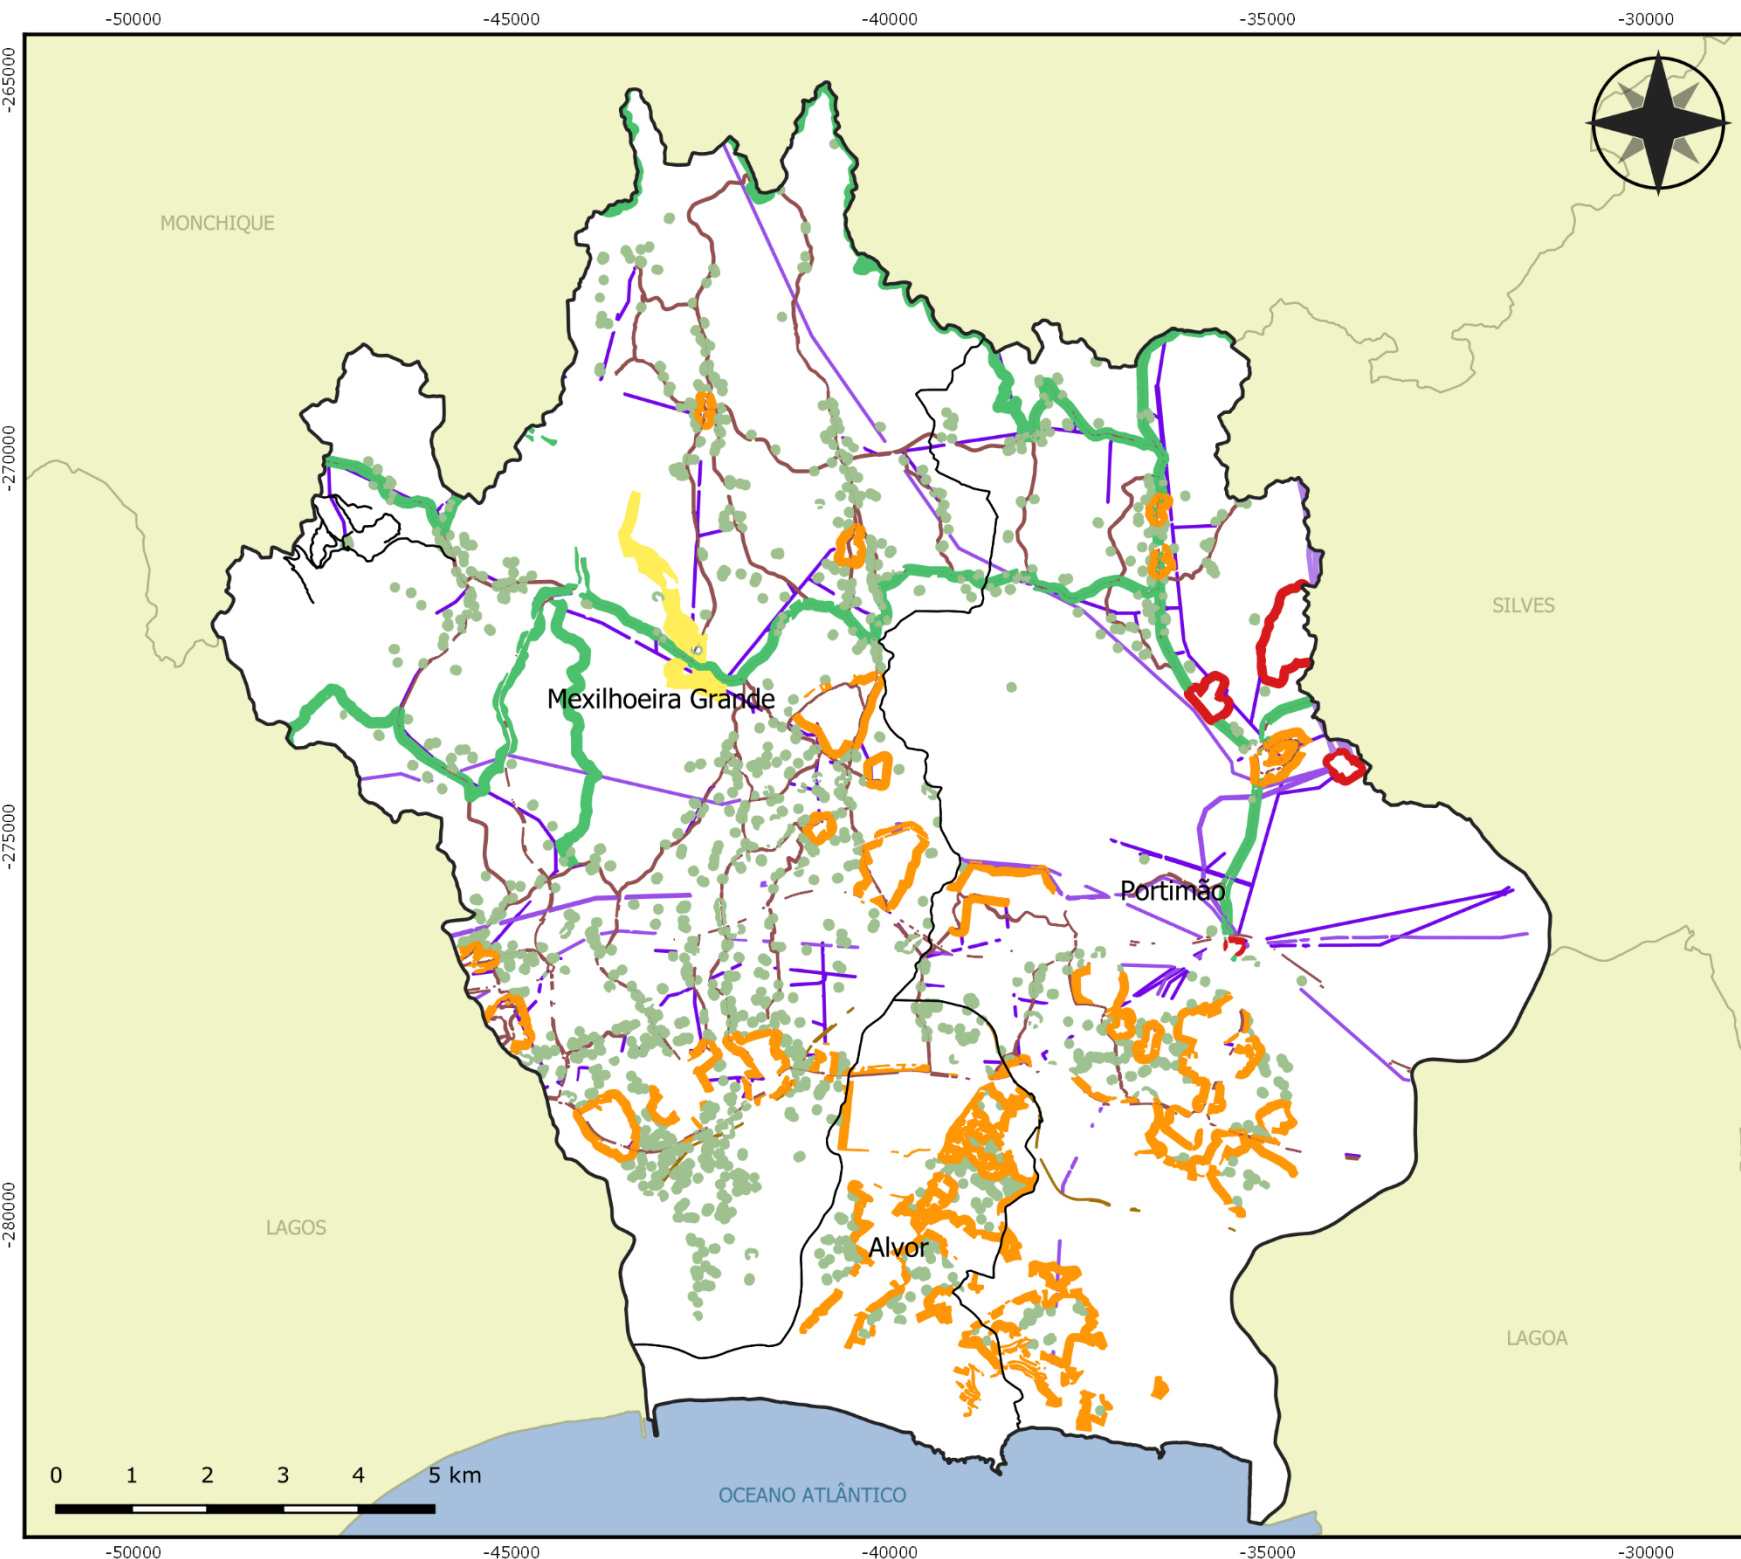 -50000 -45000 -40000 -35000 -30000
-265000
MONCHIQUE
-270000
SILVES
Mexilhoeira Grande
-275000
Portimão
-280000
LAGOS
Alvor
LAGOA
0 1 2 3 4 5 km
OCEANO ATLÂNTICO
-50000 -45000 -40000 -35000 -30000